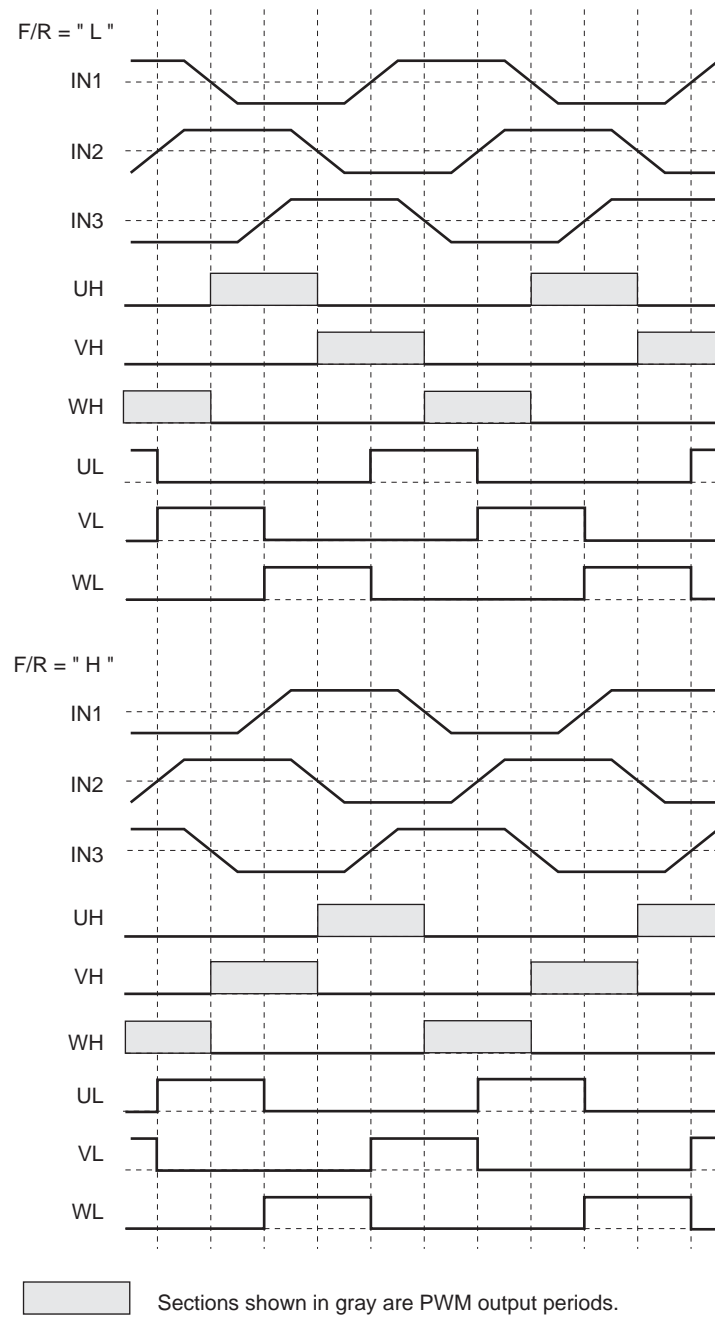 F/R = " L "
IN1
IN2
IN3
UH
VH
WH
UL
VL
WL
F/R = " H "
IN1
IN2
IN3
UH
VH
WH
UL
VL
WL
Sections shown in gray are PWM output periods.